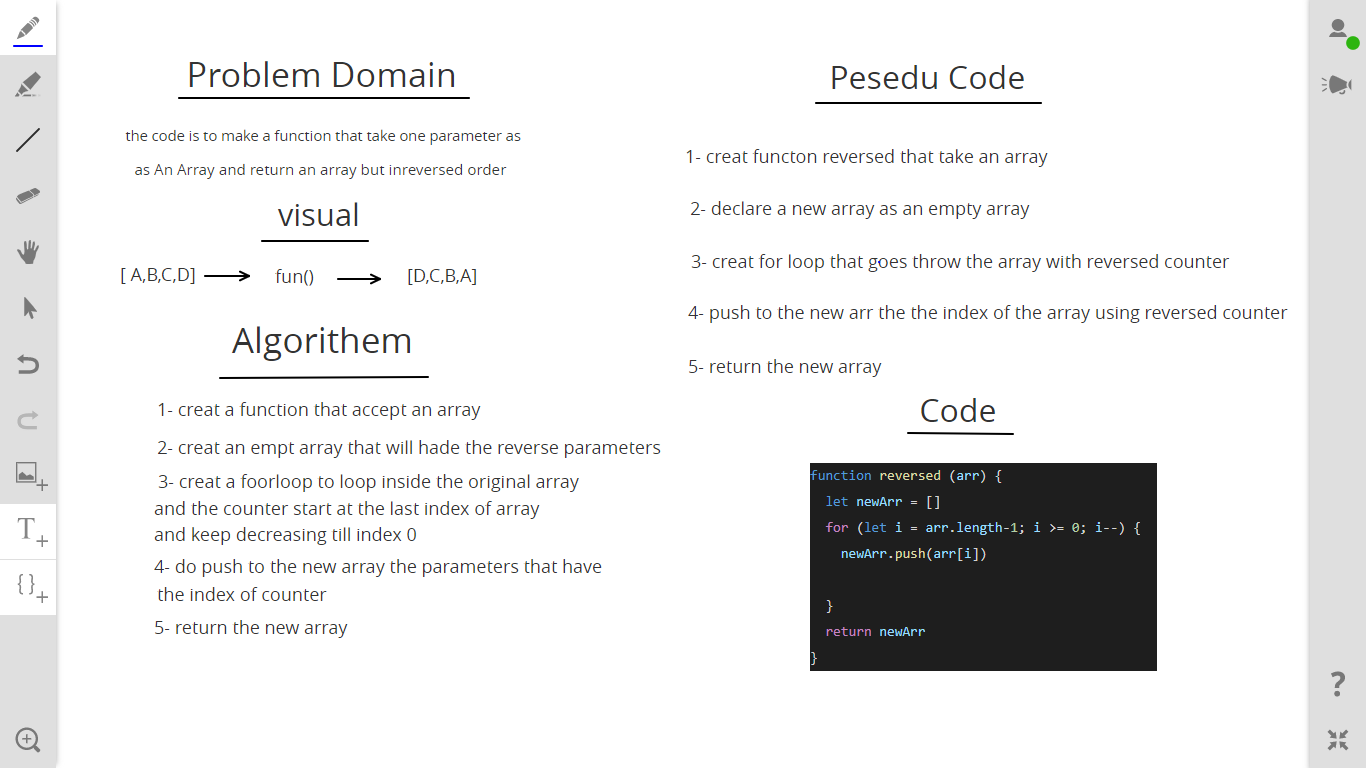 Problem Domain
the code is to make a function that take one parameter as
as An Array and return an array but inreversed order
visual
[ A,B,C,D]
fun()
[D,C,B,A]
Algorithem
1- creat a function that accept an array
2- creat an empt array that will hade the reverse parameters
3- creat a foorloop to loop inside the original array
and the counter start at the last index of array
and keep decreasing till index 0
4- do push to the new array the parameters that have
the index of counter
5- return the new array
Pesedu Code
1- creat functon reversed that take an array
2- declare a new array as an empty array
3- creat for loop that goes throw the array with reversed counter
4- push to the new arr the the index of the array using reversed counter
5- return the new array
Code
function reversed (arr) {
let newArr = []
for (let i = arr.length-1; i >= 0; i--) {
newArr.push(arr[i])
}
return newArr
}
T+
{}+
?